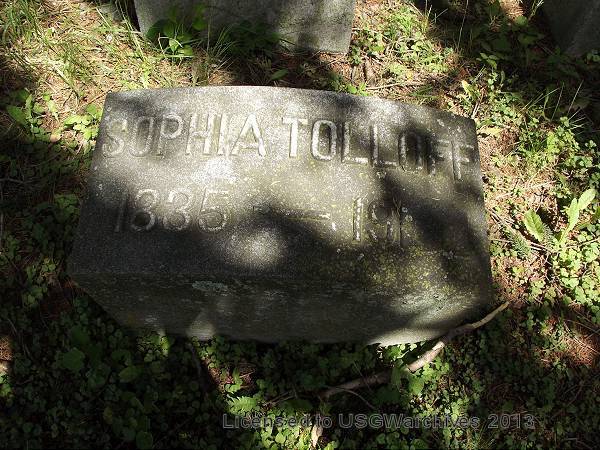 SOPHIA TOLLOFF
1835 —
Licensed to USGWarchives 2013